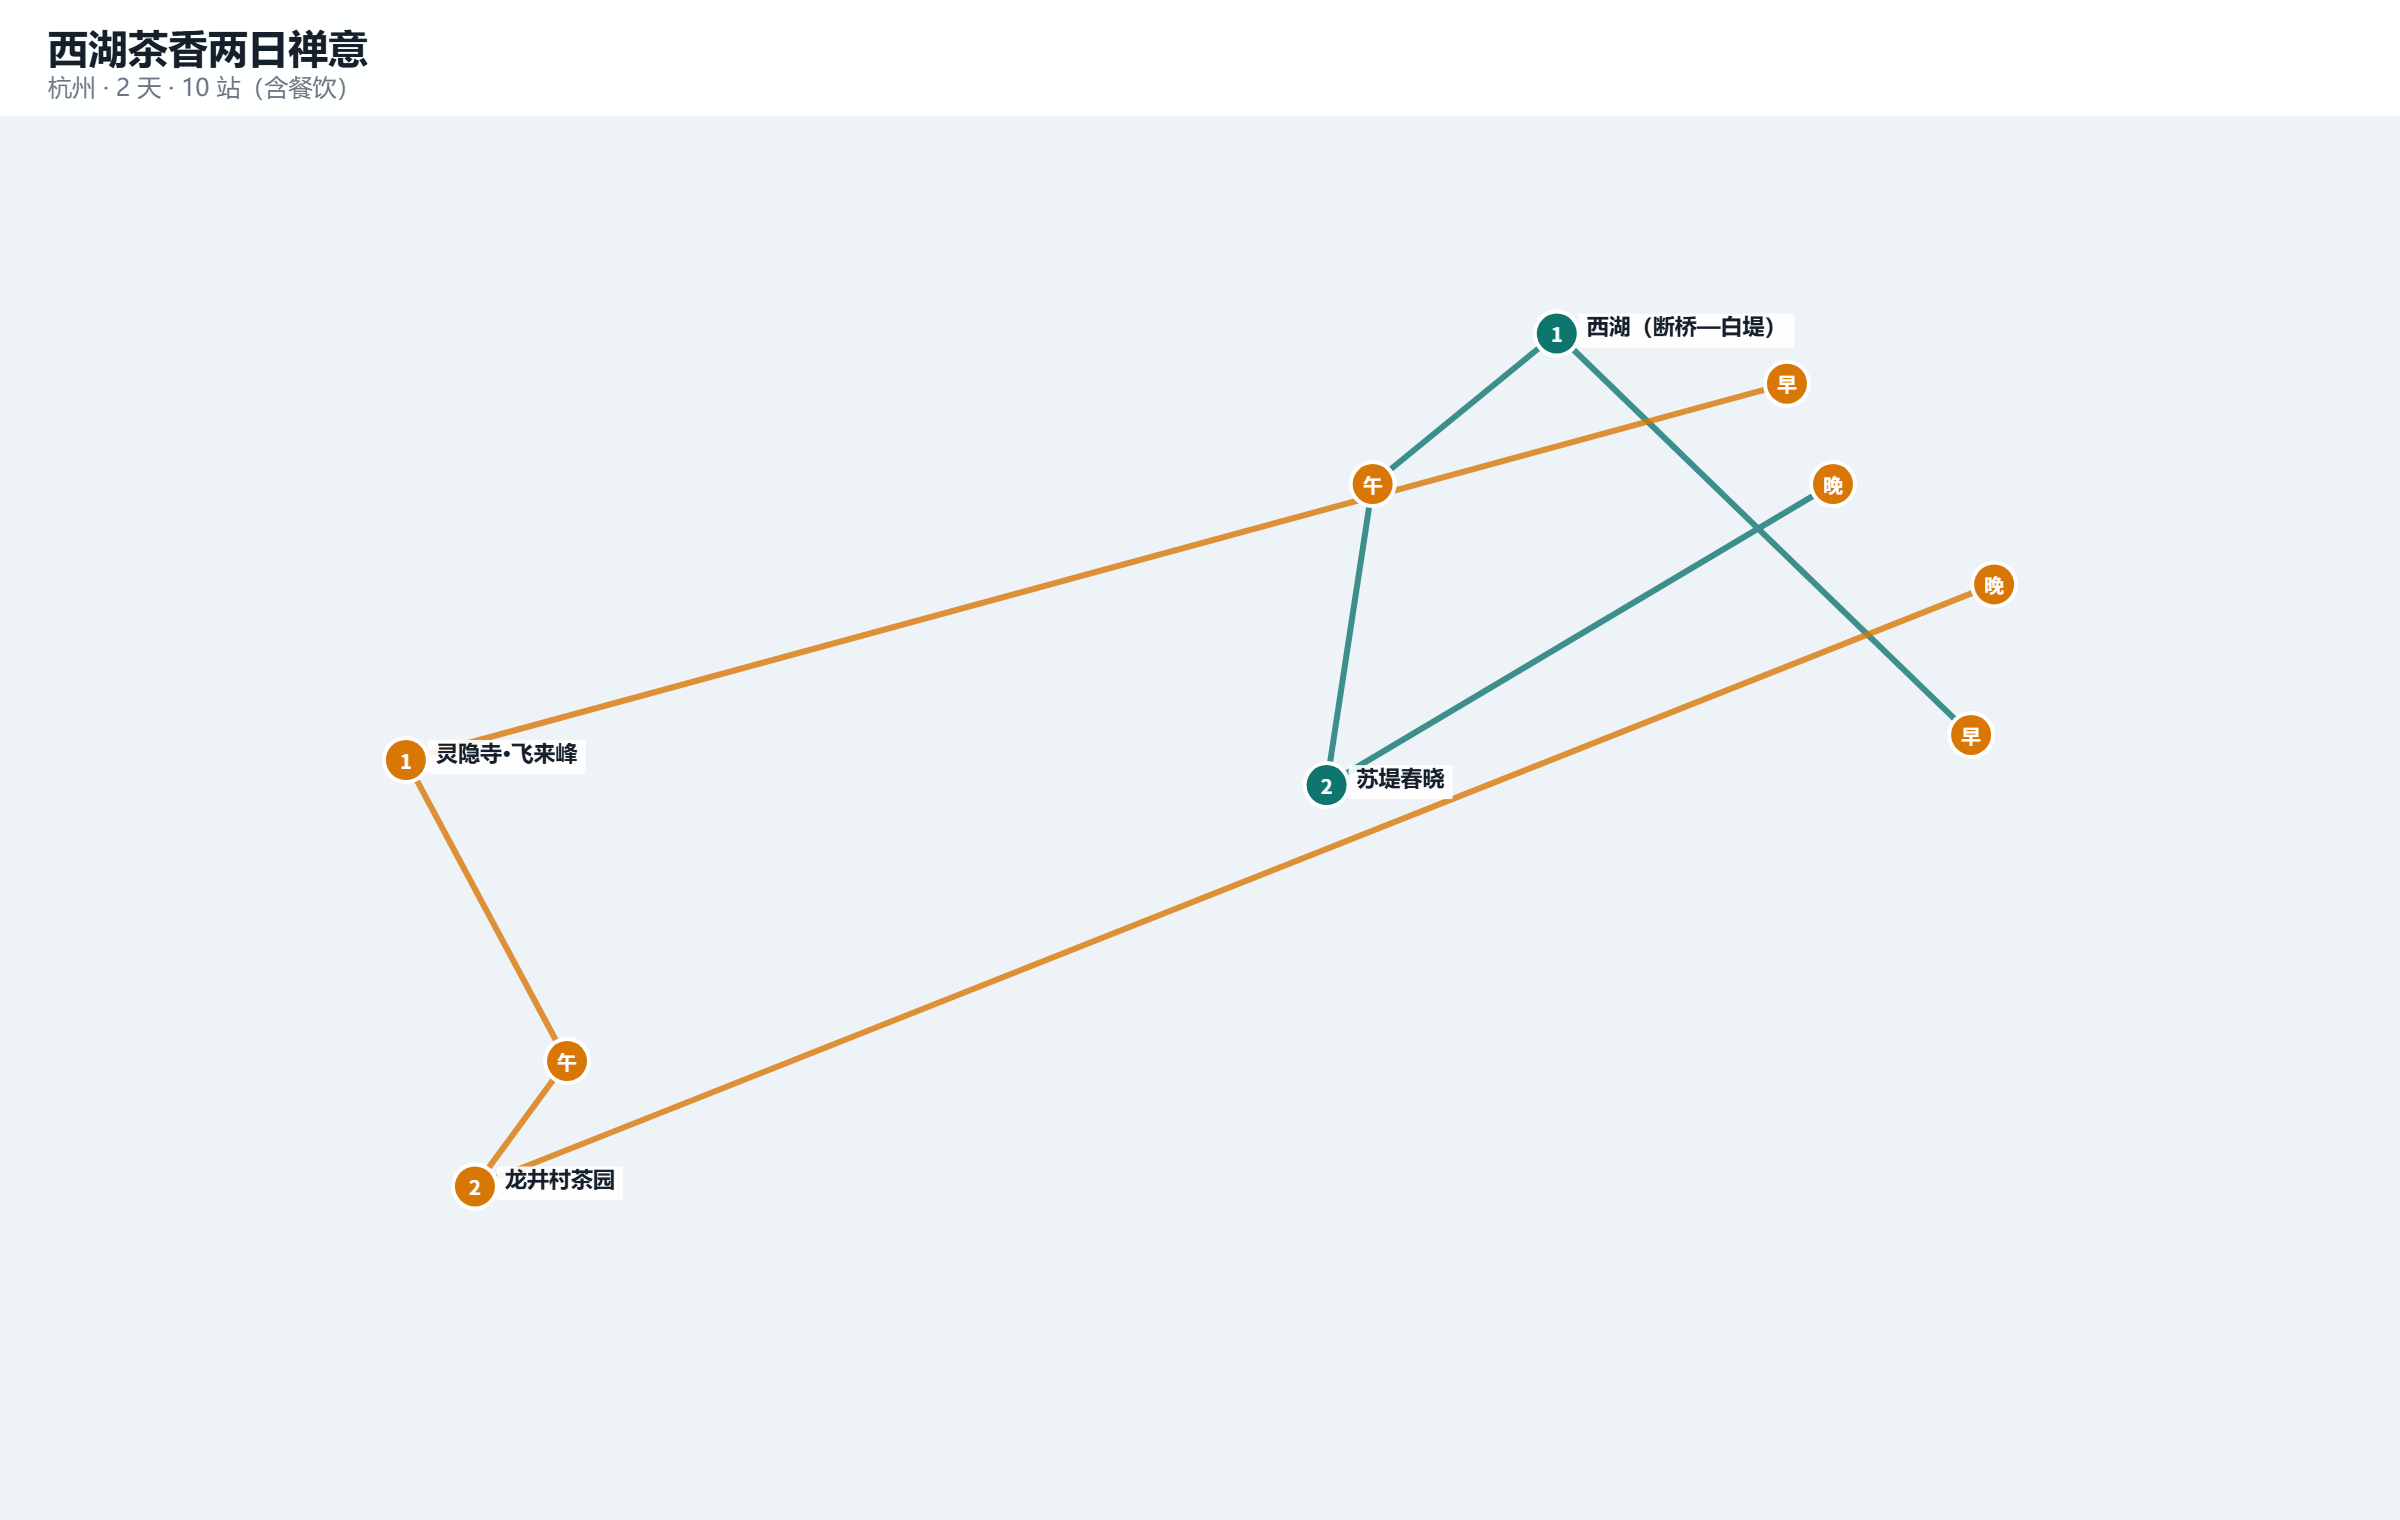 西湖茶香两日禅意
杭州 · 2 天 · 10 站（含餐饮）
1 西湖（断桥—白堤）
早
午
晚
晚
早
1 灵隐寺•飞来峰
2 苏堤春晓
午
2 龙井村茶园